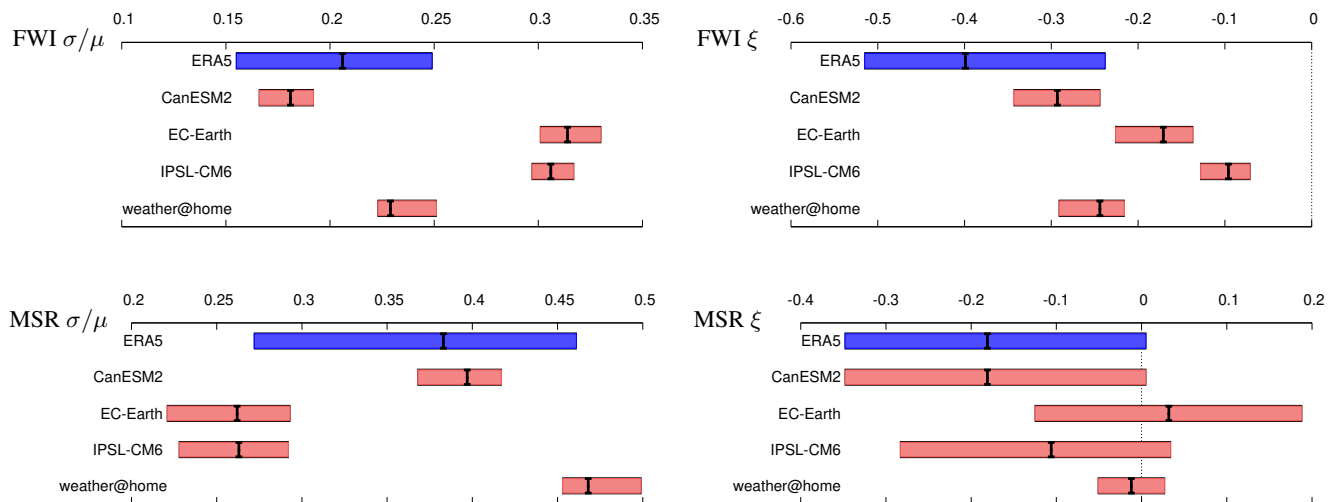 0.1 0.15 0.2 0.25 0.3 0.35
FWI σ/μ
ERA5
CanESM2
EC-Earth
IPSL-CM6
weather@home
-0.6 -0.5 -0.4 -0.3 -0.2 -0.1 0
FWI ξ
ERA5
CanESM2
EC-Earth
IPSL-CM6
weather@home
0.2 0.25 0.3 0.35 0.4 0.45 0.5
MSR σ/μ
ERA5
CanESM2
EC-Earth
IPSL-CM6
weather@home
-0.4 -0.3 -0.2 -0.1 0 0.1 0.2
MSR ξ
ERA5
CanESM2
EC-Earth
IPSL-CM6
weather@home